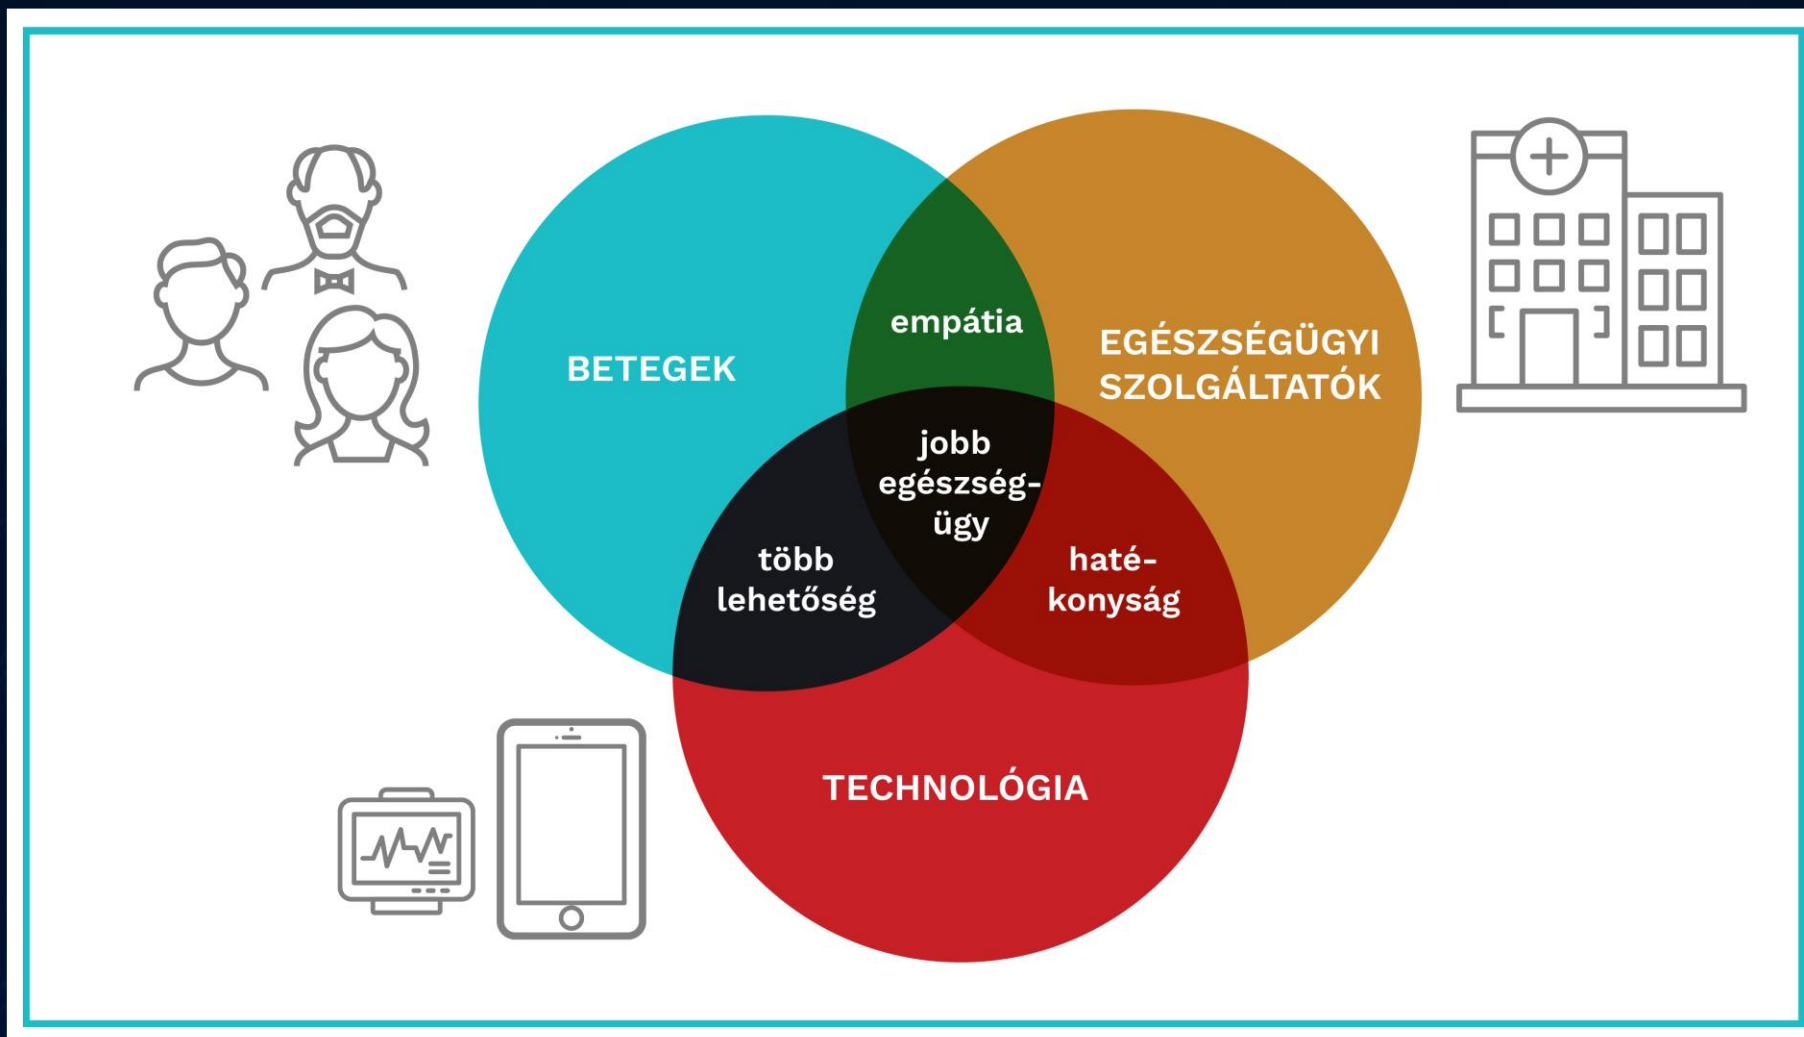 BETEGEK
empátia
EGÉSZSÉGÜGYI
SZOLGÁLTATÓK
jobb
egészség-
ügy
több
lehetőség
haté-
konyság
TECHNOLÓGIA